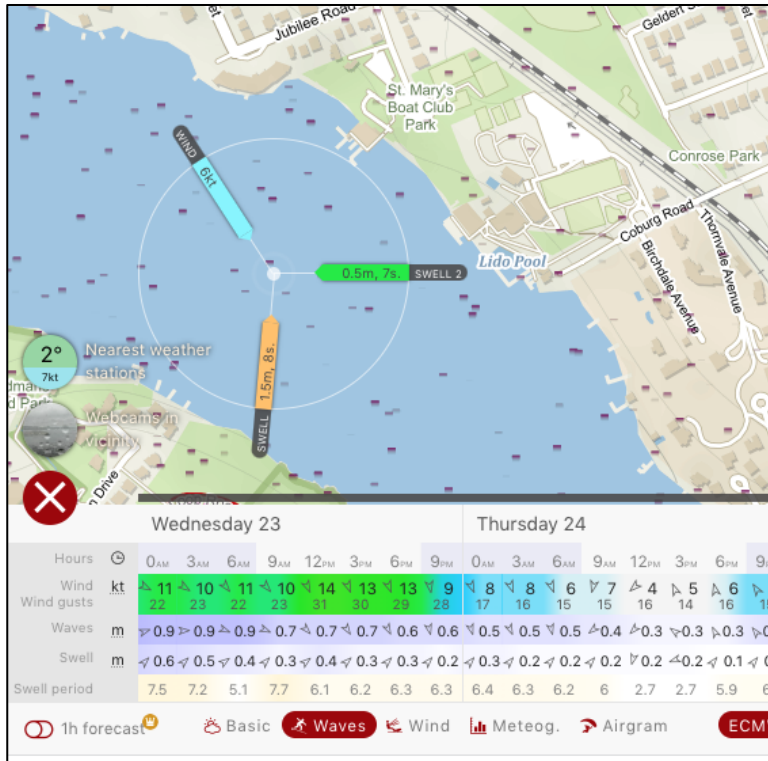 Jubilee Road
Geldert S
St. Mary's
Boat Club
Park
Conrose Park
WIND
6kt
Coburg Road
Thornvale Avenue
Birchdale Avenue
Lido Pool
0.5m, 7s.
SWELL 2
1.5m, 8s.
SWELL
2°
7kt
Nearest weather
stations
dman
d Park
Webcams in
vicinity
Drive
Wednesday 23 Thursday 24
Hours 0AM 3AM 6AM 9AM 12PM 3PM 6PM 9PM 0AM 3AM 6AM 9AM 12PM 3PM 6PM 9
Wind kt 11 10 11 10 14 13 13 9 8 8 6 7 4 5 6
Wind gusts 22 23 22 23 31 30 29 28 17 16 15 15 16 14 16 15
Waves m 0.9 0.9 0.9 0.7 0.7 0.7 0.6 0.6 0.5 0.5 0.5 0.4 0.3 0.3 0.3 0
Swell m 0.6 0.5 0.4 0.3 0.4 0.3 0.3 0.2 0.3 0.2 0.2 0.2 0.2 0.2 0.1 0
Swell period 7.5 7.2 5.1 7.7 6.1 6.2 6.3 6.3 6.4 6.3 6.2 6 2.7 2.7 5.9 6
1h forecast Basic Waves Wind Meteog. Airgram ECM